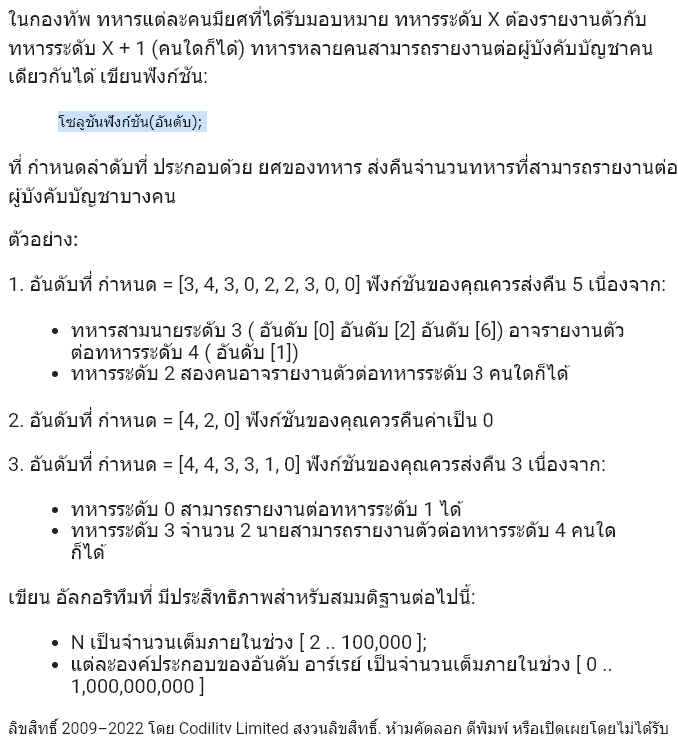 ในกองทัพ ทหารแต่ละคนมียศที่ได้รับมอบหมาย ทหารระดับ X ต้องรายงานตัวกับ
ทหารระดับ X + 1 (คนใดก็ได้) ทหารหลายคนสามารถรายงานต่อผู้บังคับบัญชาคน
เดียวกันได้ เขียนฟังก์ชัน:
โซลูชันฟังก์ชัน(อันดับ);
ที่ กำหนดลำดับที่ ประกอบด้วย ยศของทหาร ส่งคืนจำนวนทหารที่สามารถรายงานต่อ
ผู้บังคับบัญชาบางคน
ตัวอย่าง:
1. อันดับที่ กำหนด = [3, 4, 3, 0, 2, 2, 3, 0, 0] ฟังก์ชันของคุณควรส่งคืน 5 เนื่องจาก:
• ทหารสามนายระดับ 3 ( อันดับ [0] อันดับ [2] อันดับ [6]) อาจรายงานตัว
ต่อทหารระดับ 4 ( อันดับ [1])
• ทหารระดับ 2 สองคนอาจรายงานตัวต่อทหารระดับ 3 คนใดก็ได้
2. อันดับที่ กำหนด = [4, 2, 0] ฟังก์ชันของคุณควรคืนค่าเป็น 0
3. อันดับที่ กำหนด = [4, 4, 3, 3, 1, 0] ฟังก์ชันของคุณควรส่งคืน 3 เนื่องจาก:
• ทหารระดับ 0 สามารถรายงานต่อทหารระดับ 1 ได้
• ทหารระดับ 3 จำนวน 2 นายสามารถรายงานตัวต่อทหารระดับ 4 คนใด
ก็ได้
เขียน อัลกอริทึมที่ มีประสิทธิภาพสำหรับสมมติฐานต่อไปนี้:
• N เป็นจำนวนเต็มภายในช่วง [ 2 .. 100,000 ];
• แต่ละองค์ประกอบของอันดับ อาร์เรย์ เป็นจำนวนเต็มภายในช่วง [ 0 ..
1,000,000,000 ]
ลิขสิทธิ์ 2009–2022 โดย Codility Limited สงวนลิขสิทธิ์. ห้ามคัดลอก ตีพิมพ์ หรือเปิดเผยโดยไม่ได้รับ